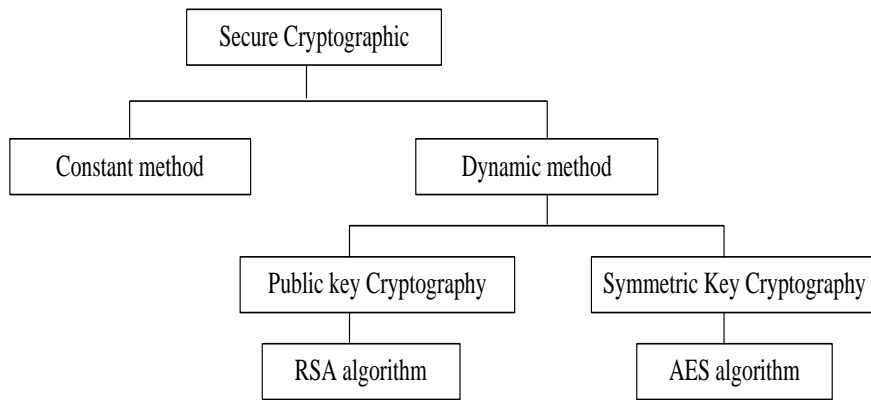 Secure Cryptographic
Constant method
Dynamic method
Public key Cryptography
Symmetric Key Cryptography
RSA algorithm
AES algorithm